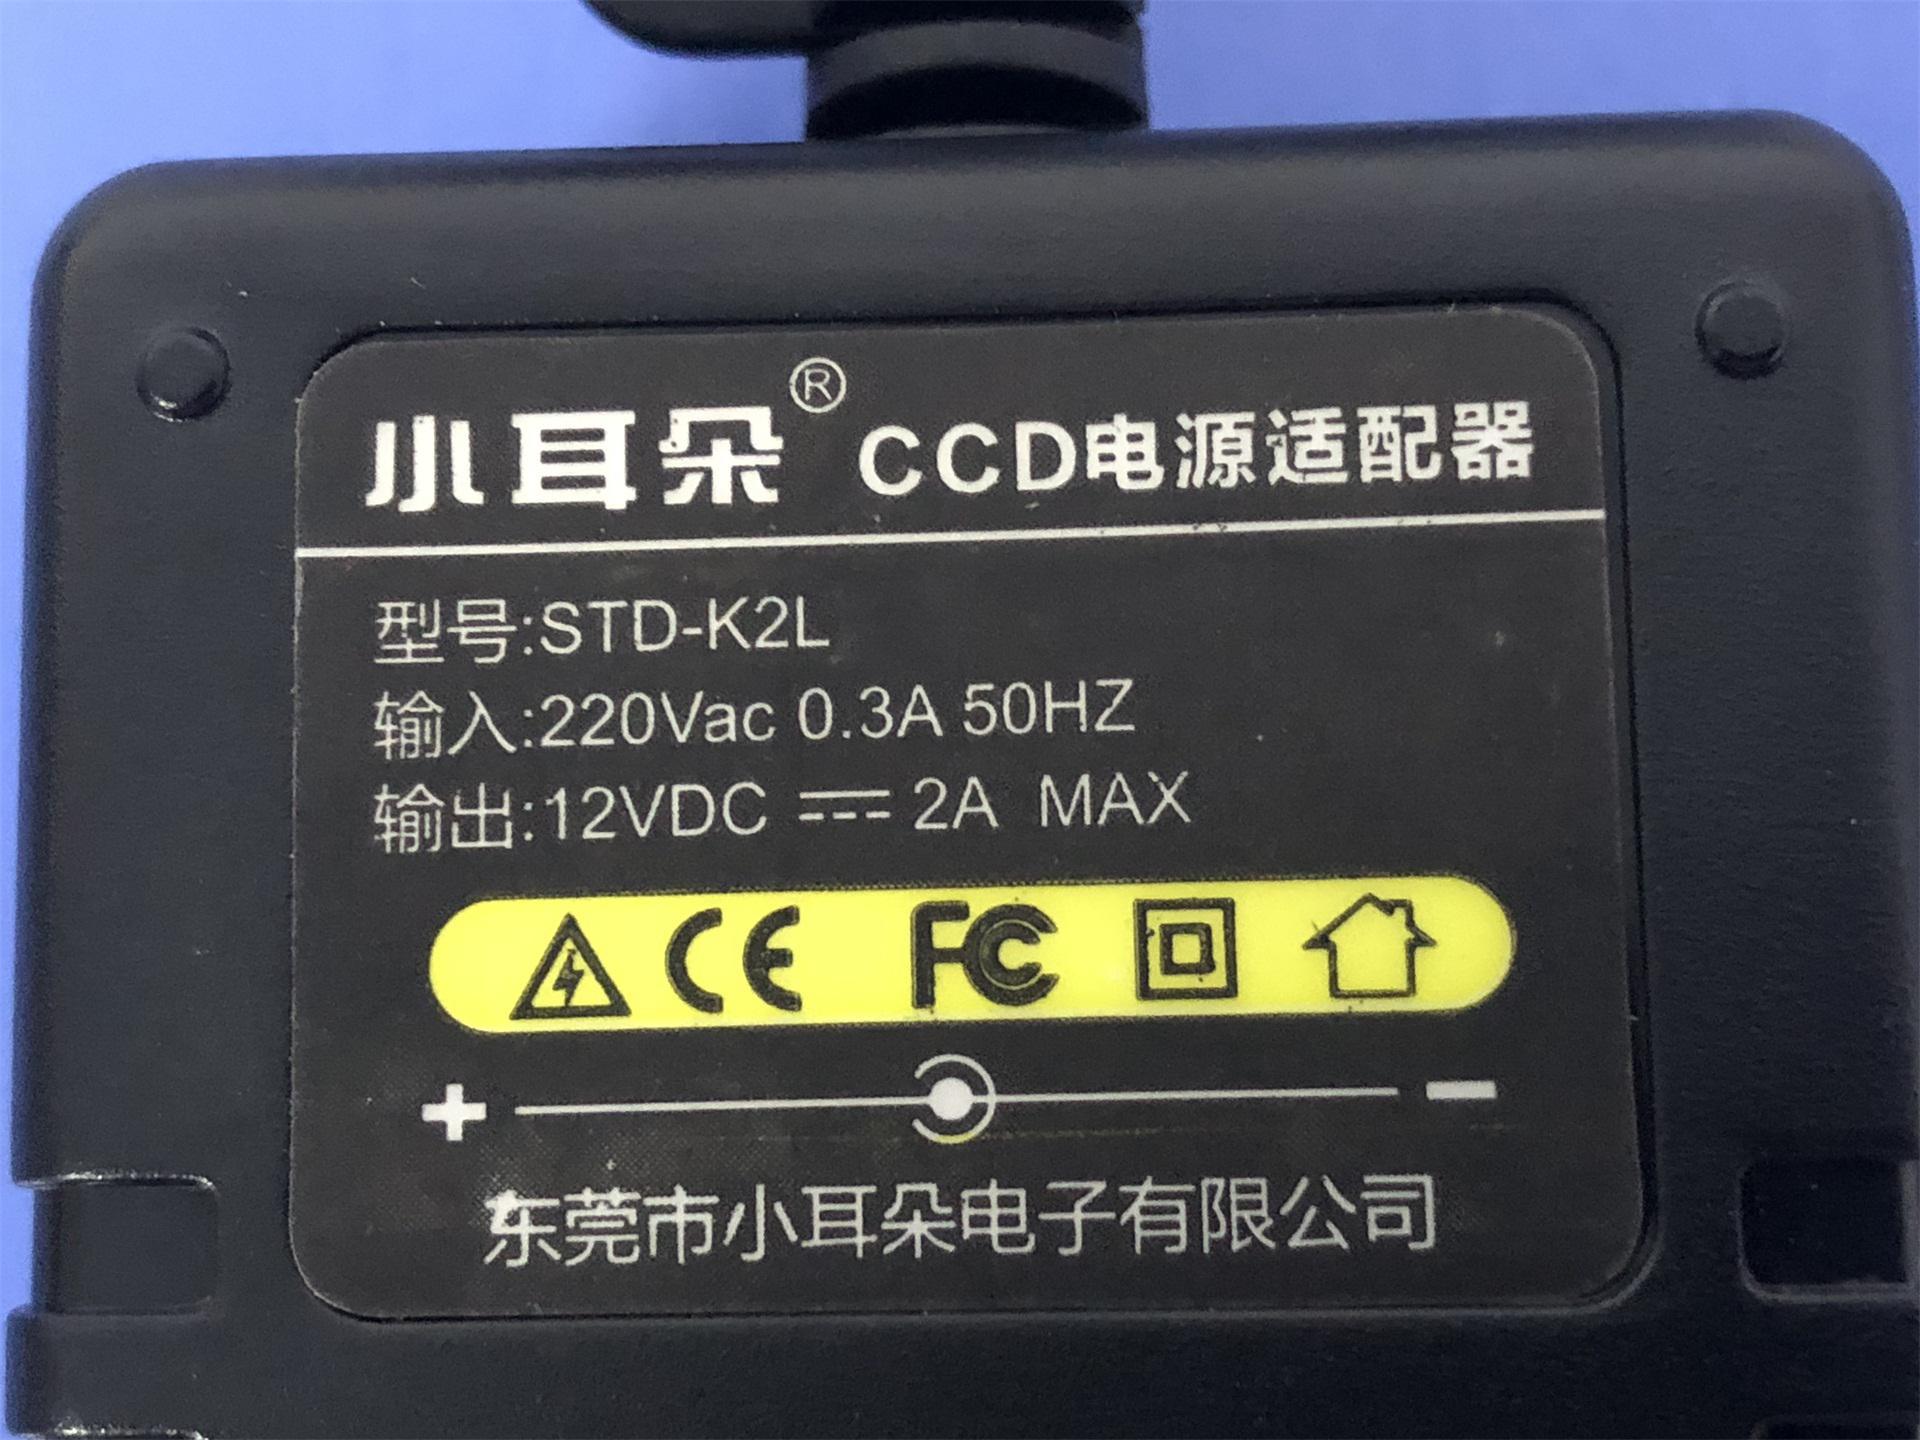 小耳朵® CCD电源适配器
型号:STD-K2L
输入:220Vac 0.3A 50HZ
输出:12VDC ⎓ 2A MAX
CE FC
+ −
东莞市小耳朵电子有限公司